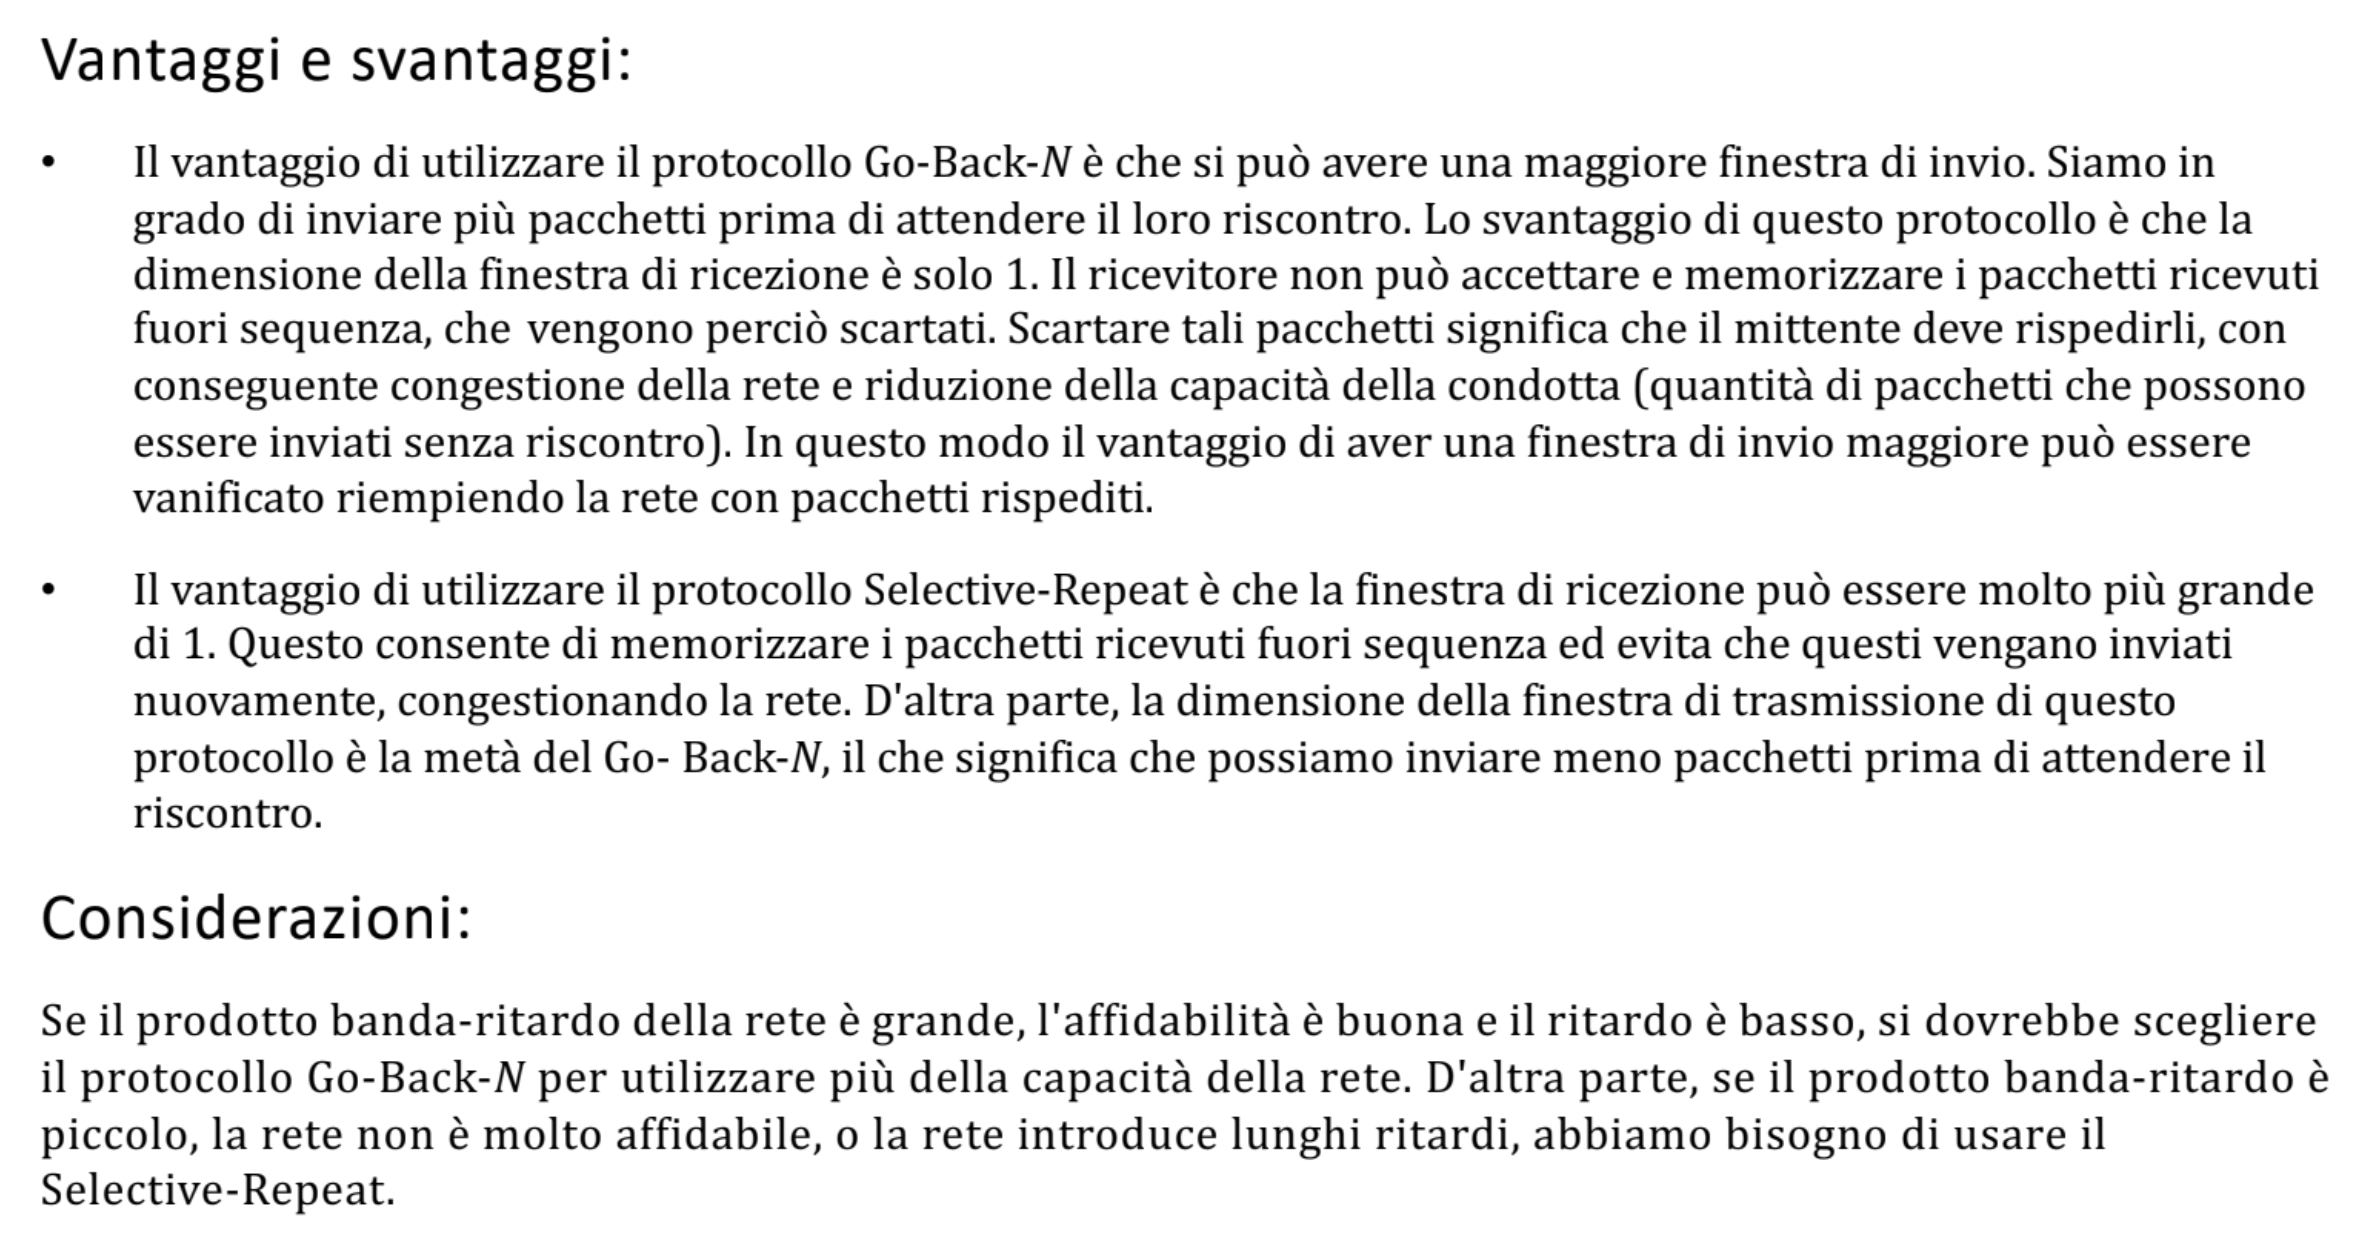 Vantaggi e svantaggi:
• Il vantaggio di utilizzare il protocollo Go-Back-N è che si può avere una maggiore finestra di invio. Siamo in
grado di inviare più pacchetti prima di attendere il loro riscontro. Lo svantaggio di questo protocollo è che la
dimensione della finestra di ricezione è solo 1. Il ricevitore non può accettare e memorizzare i pacchetti ricevuti
fuori sequenza, che vengono perciò scartati. Scartare tali pacchetti significa che il mittente deve rispedirli, con
conseguente congestione della rete e riduzione della capacità della condotta (quantità di pacchetti che possono
essere inviati senza riscontro). In questo modo il vantaggio di aver una finestra di invio maggiore può essere
vanificato riempiendo la rete con pacchetti rispediti.
• Il vantaggio di utilizzare il protocollo Selective-Repeat è che la finestra di ricezione può essere molto più grande
di 1. Questo consente di memorizzare i pacchetti ricevuti fuori sequenza ed evita che questi vengano inviati
nuovamente, congestionando la rete. D'altra parte, la dimensione della finestra di trasmissione di questo
protocollo è la metà del Go- Back-N, il che significa che possiamo inviare meno pacchetti prima di attendere il
riscontro.
Considerazioni:
Se il prodotto banda-ritardo della rete è grande, l'affidabilità è buona e il ritardo è basso, si dovrebbe scegliere
il protocollo Go-Back-N per utilizzare più della capacità della rete. D'altra parte, se il prodotto banda-ritardo è
piccolo, la rete non è molto affidabile, o la rete introduce lunghi ritardi, abbiamo bisogno di usare il
Selective-Repeat.